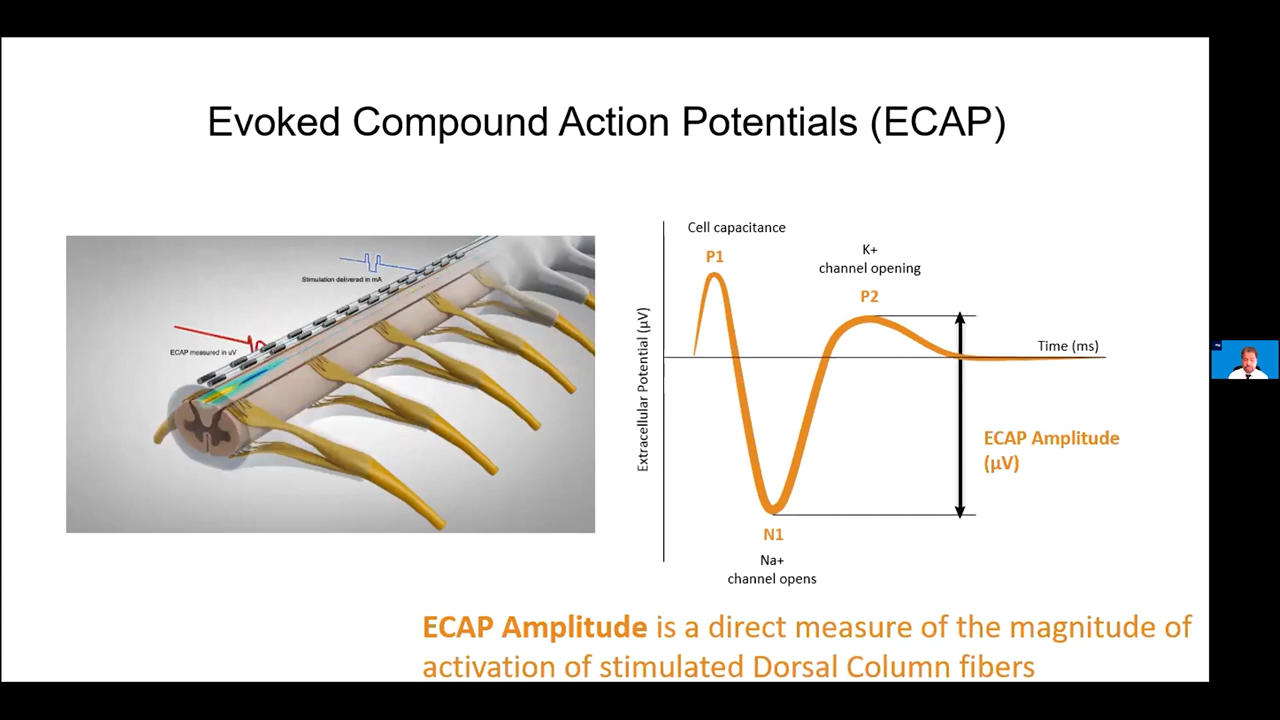 Evoked Compound Action Potentials (ECAP)
Stimulation delivered in mA
ECAP measured in uV
Cell capacitance
P1
K+
channel opening
P2
Extracellular Potential (µV)
Time (ms)
ECAP Amplitude
(µV)
N1
Na+
channel opens
ECAP Amplitude is a direct measure of the magnitude of
activation of stimulated Dorsal Column fibers